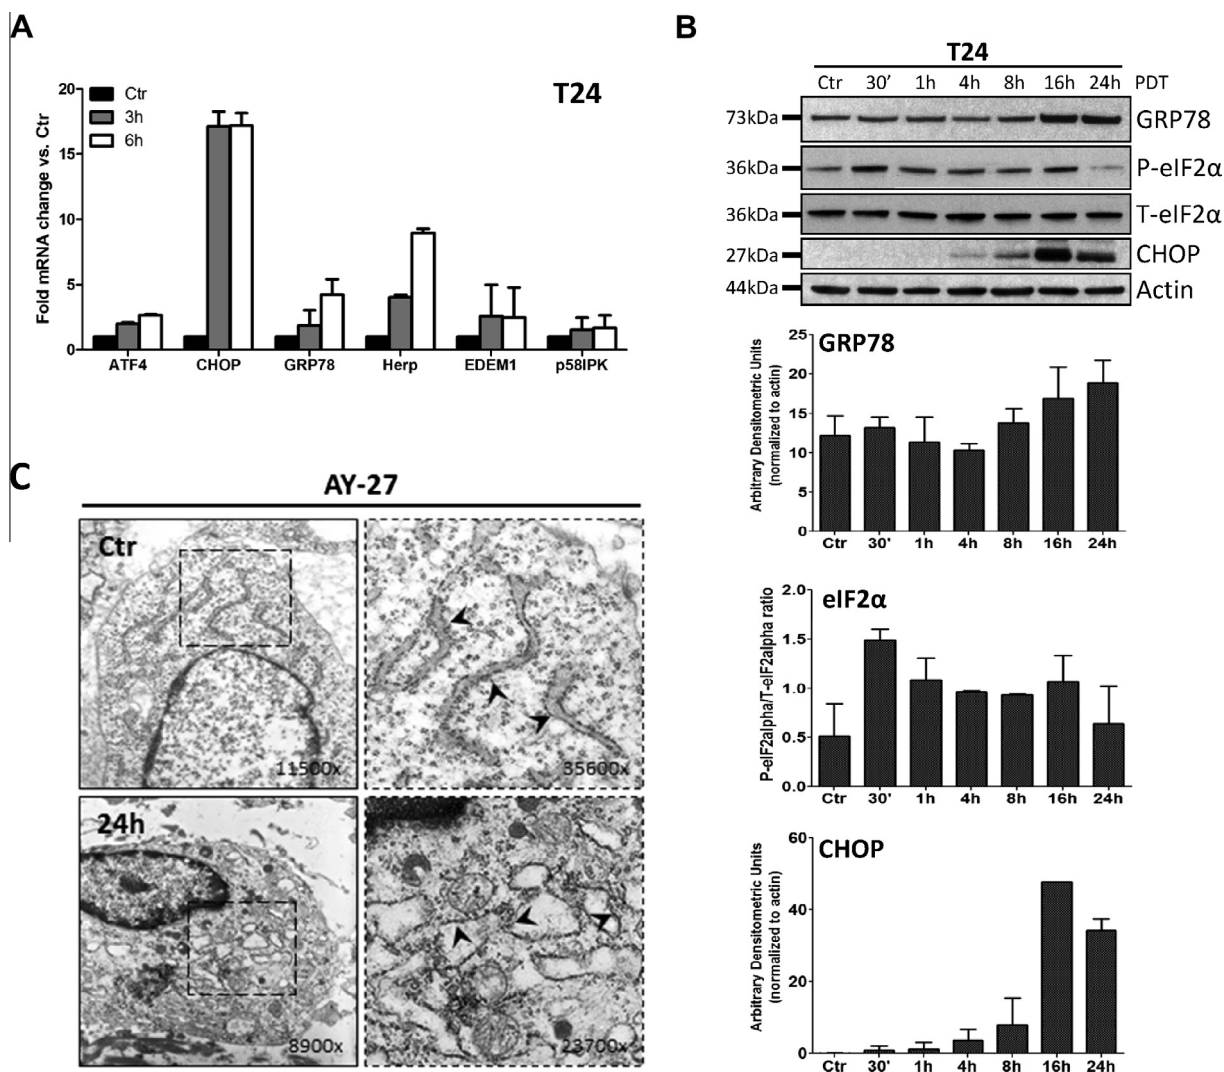 A
T24
Fold mRNA change vs. Ctr
20
15
10
5
0
Ctr
3h
6h
ATF4 CHOP GRP78 Herp EDEM1 p58IPK
B
T24
Ctr 30' 1h 4h 8h 16h 24h PDT
73kDa GRP78
36kDa P-eIF2α
36kDa T-eIF2α
27kDa CHOP
44kDa Actin
GRP78
Arbitrary Densitometric Units
(normalized to actin)
25
20
15
10
5
0
Ctr 30' 1h 4h 8h 16h 24h
eIF2α
P-eIF2alpha/T-eIF2alpha ratio
2.0
1.5
1.0
0.5
0.0
Ctr 30' 1h 4h 8h 16h 24h
CHOP
Arbitrary Densitometric Units
(normalized to actin)
60
40
20
0
Ctr 30' 1h 4h 8h 16h 24h
C
AY-27
Ctr
11500x 35600x
24h
8900x 23700x